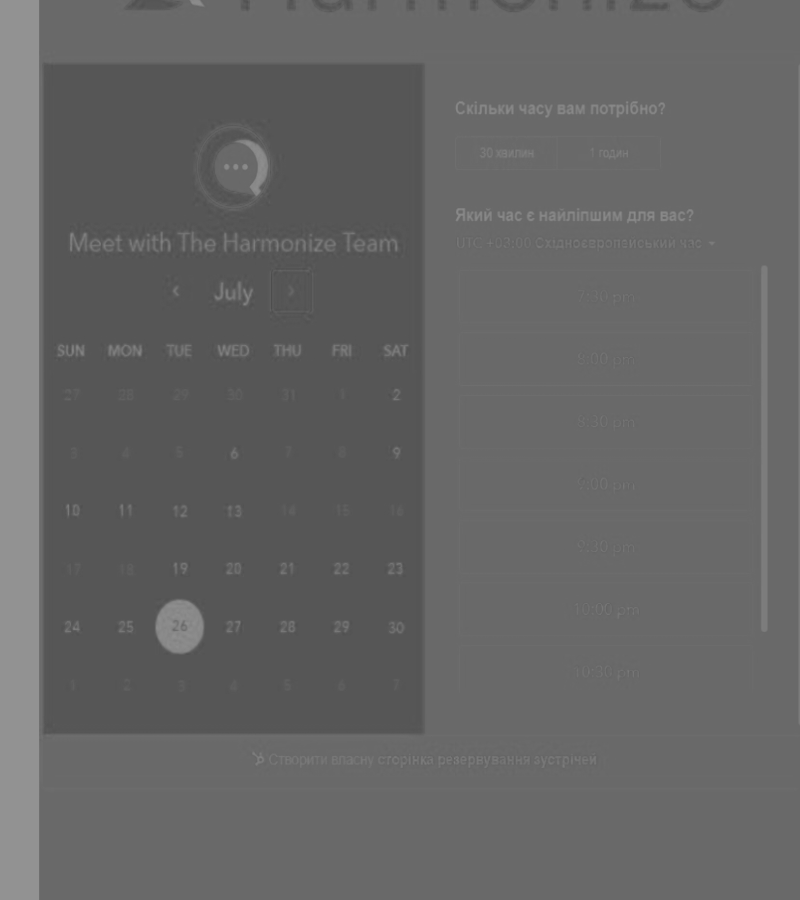 Harmonize
Meet with The Harmonize Team
July
SUN MON TUE WED THU FRI SAT
27 28 29 30 31 1 2
3 4 5 6 7 8 9
10 11 12 13 14 15 16
17 18 19 20 21 22 23
24 25 26 27 28 29 30
1 2 3 4 5 6 7
Скільки часу вам потрібно?
30 хвилин 1 годин
Який час є найліпшим для вас?
UTC +03:00 Східноєвропейський час
7:30 pm
8:00 pm
8:30 pm
9:00 pm
9:30 pm
10:00 pm
10:30 pm
Створити власну сторінка резервування зустрічей